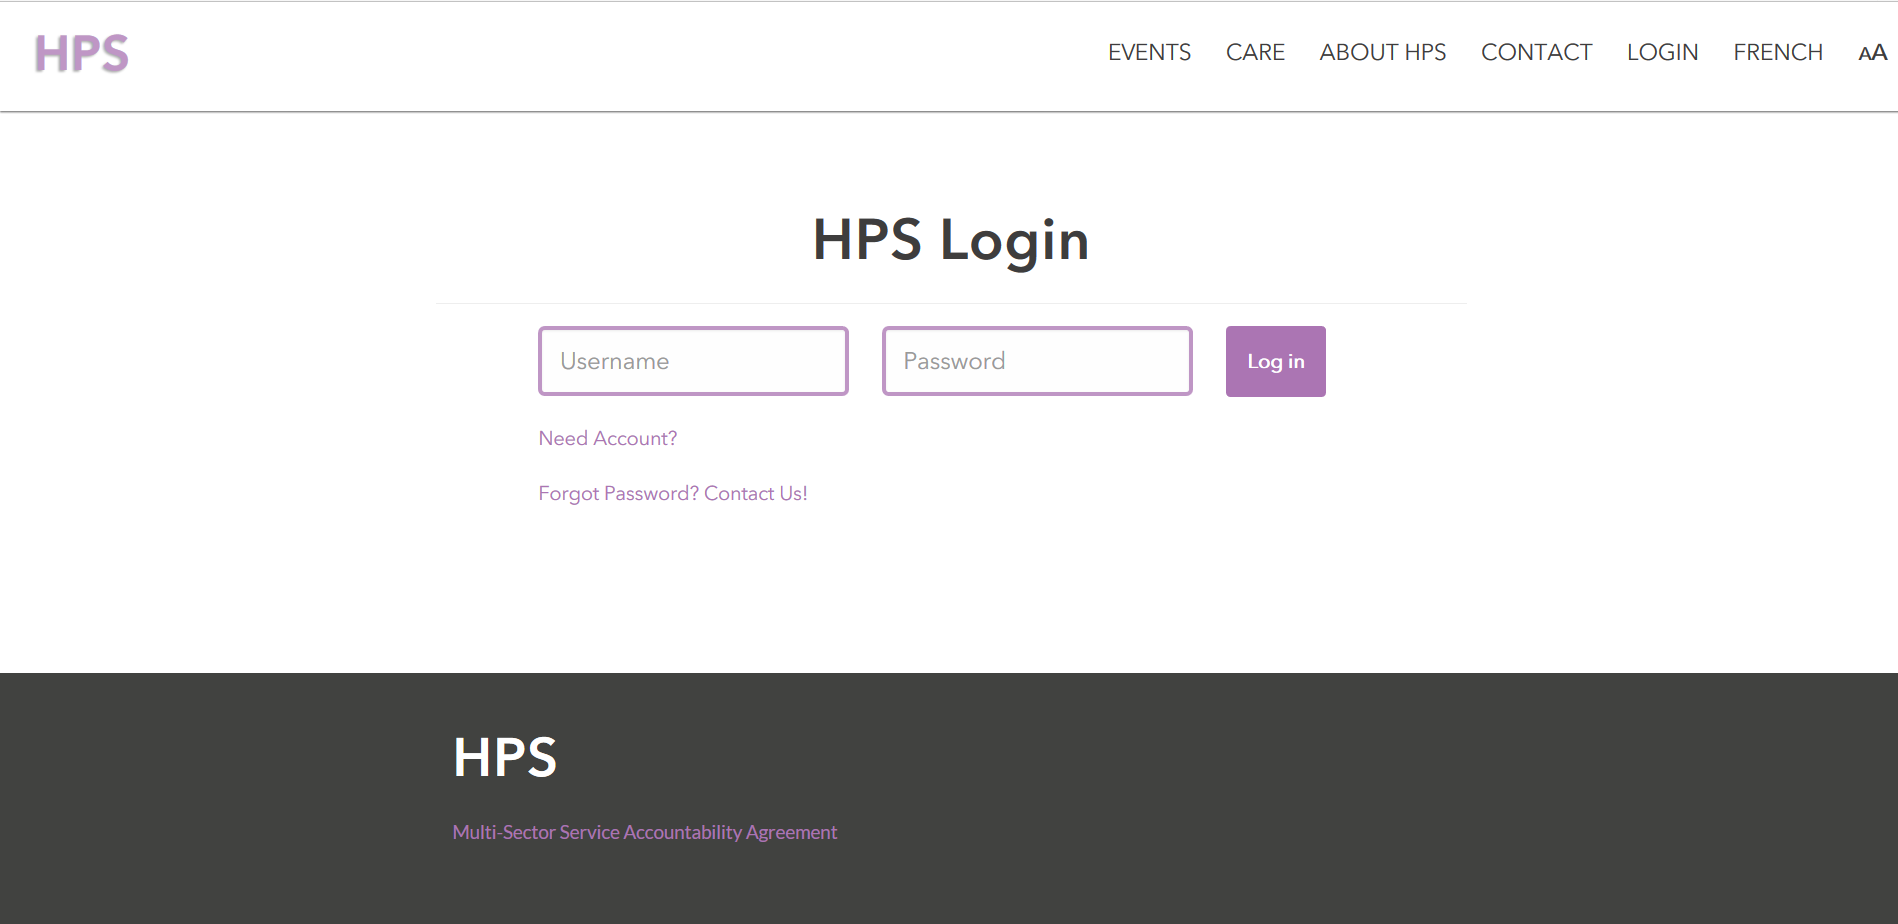 HPS
EVENTS CARE ABOUT HPS CONTACT LOGIN FRENCH AA
HPS Login
Username Password Log in
Need Account?
Forgot Password? Contact Us!
HPS
Multi-Sector Service Accountability Agreement